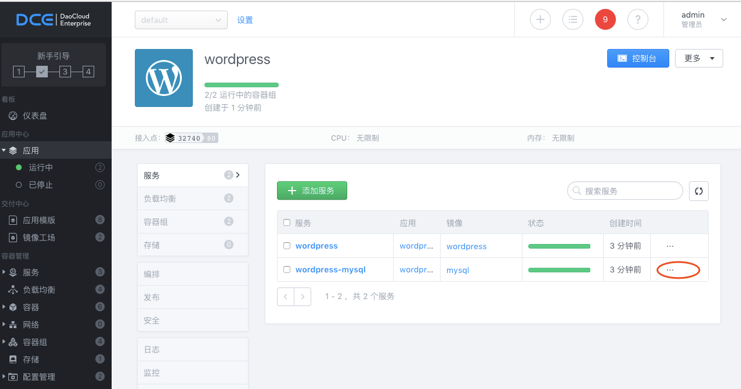 DCE DaoCloud Enterprise
default
设置
9
?
admin
管理员
新手引导
1 3 4
看板
仪表盘
应用中心
应用
运行中 2
已停止 0
交付中心
应用模版 8
镜像工场 2
容器管理
服务 3
负载均衡 4
容器 6
网络 0
容器组 4
存储 1
配置管理 2
wordpress
2/2 运行中的容器组
创建于 1 分钟前
控制台
更多
接入点: 32740 80
CPU: 无限制
内存: 无限制
服务 2
负载均衡 2
容器组 2
存储 0
编排
发布
安全
日志
监控
添加服务
搜索服务
服务 应用 镜像 状态 创建时间
wordpress wordpr... wordpress 3 分钟前 ...
wordpress-mysql wordpr... mysql 3 分钟前 ...
1 - 2 ，共 2 个服务